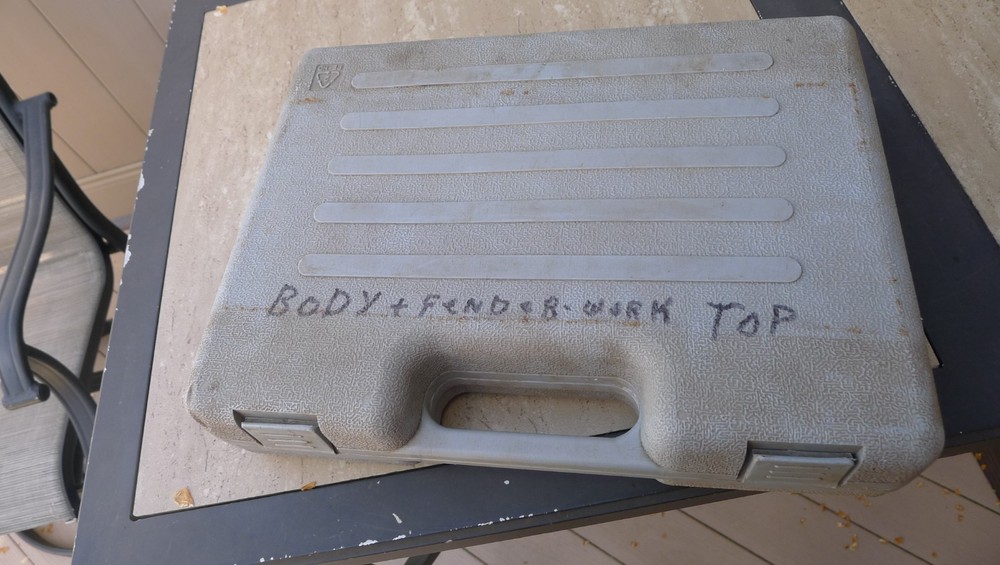 BODY + FENDER-WORK TOP